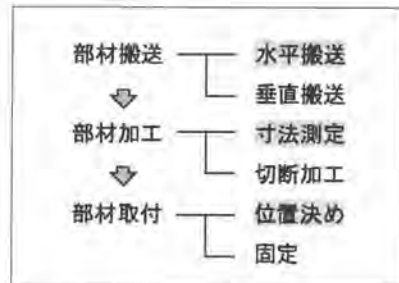 部材搬送 水平搬送
垂直搬送
部材加工 寸法測定
切断加工
部材取付 位置決め
固定